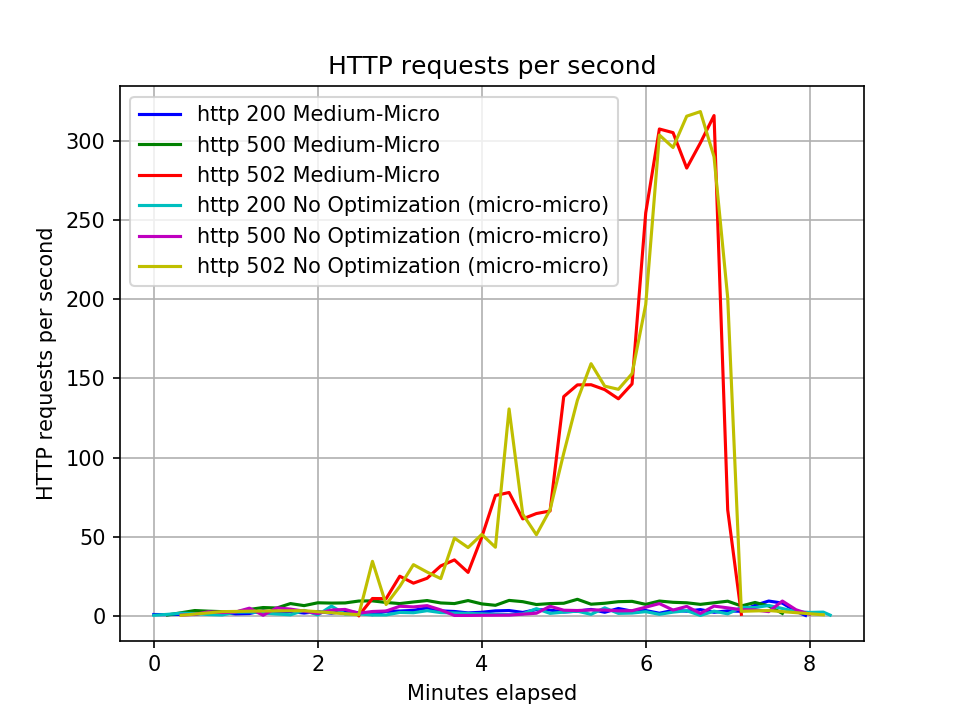 HTTP requests per second
http 200 Medium-Micro
http 500 Medium-Micro
http 502 Medium-Micro
http 200 No Optimization (micro-micro)
http 500 No Optimization (micro-micro)
http 502 No Optimization (micro-micro)
HTTP requests per second
300
250
200
150
100
50
0
0 2 4 6 8
Minutes elapsed